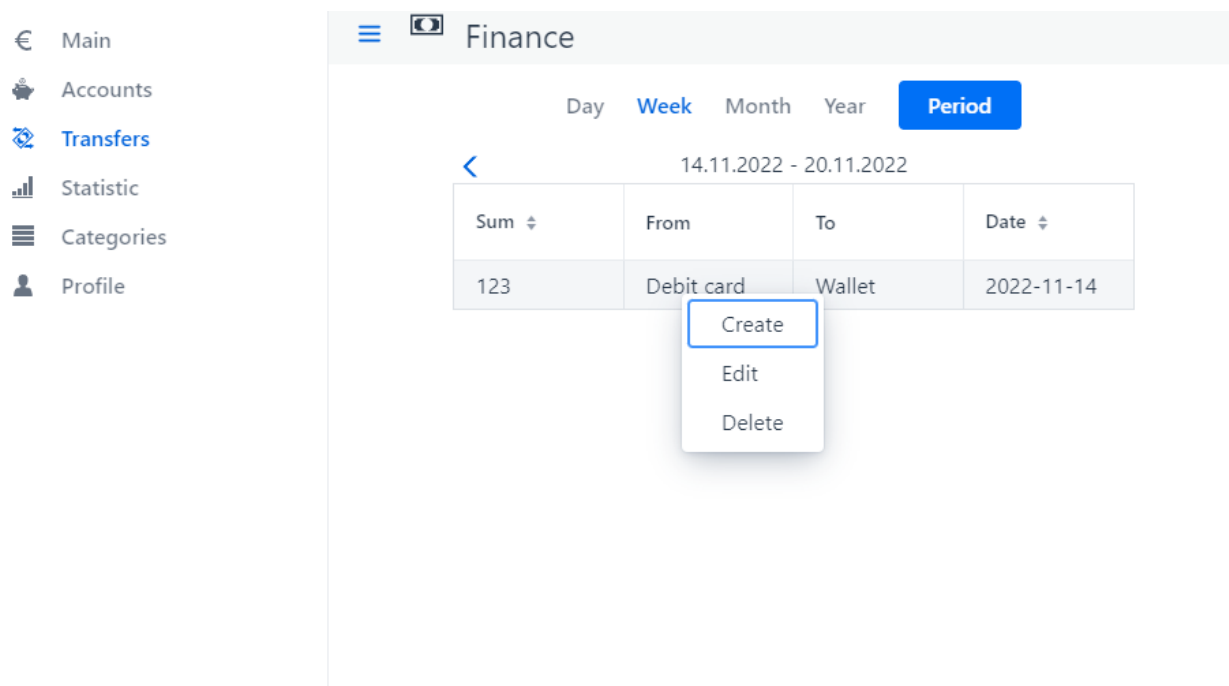 Main
Accounts
Transfers
Statistic
Categories
Profile
Finance
Day Week Month Year Period
14.11.2022 - 20.11.2022
Sum From To Date
123 Debit card Wallet 2022-11-14
Create
Edit
Delete